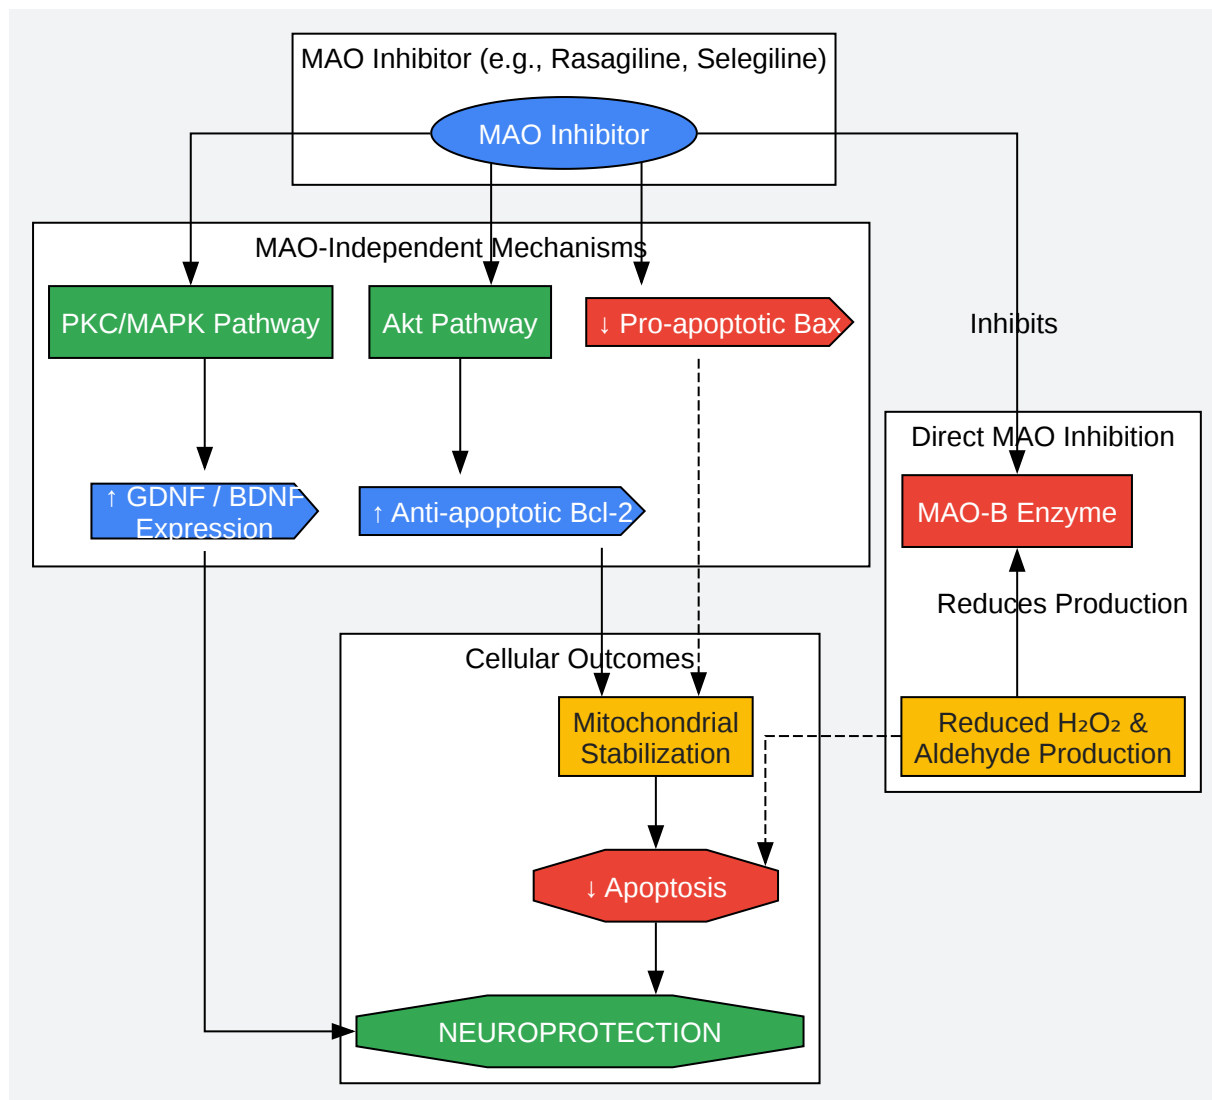 MAO Inhibitor (e.g., Rasagiline, Selegiline)
MAO Inhibitor
MAO-Independent Mechanisms
PKC/MAPK Pathway
Akt Pathway
↓ Pro-apoptotic Bax
Inhibits
Direct MAO Inhibition
↑ GDNF / BDNF
Expression
↑ Anti-apoptotic Bcl-2
MAO-B Enzyme
Reduces Production
Cellular Outcomes
Mitochondrial
Stabilization
Reduced H₂O₂ &
Aldehyde Production
↓ Apoptosis
NEUROPROTECTION